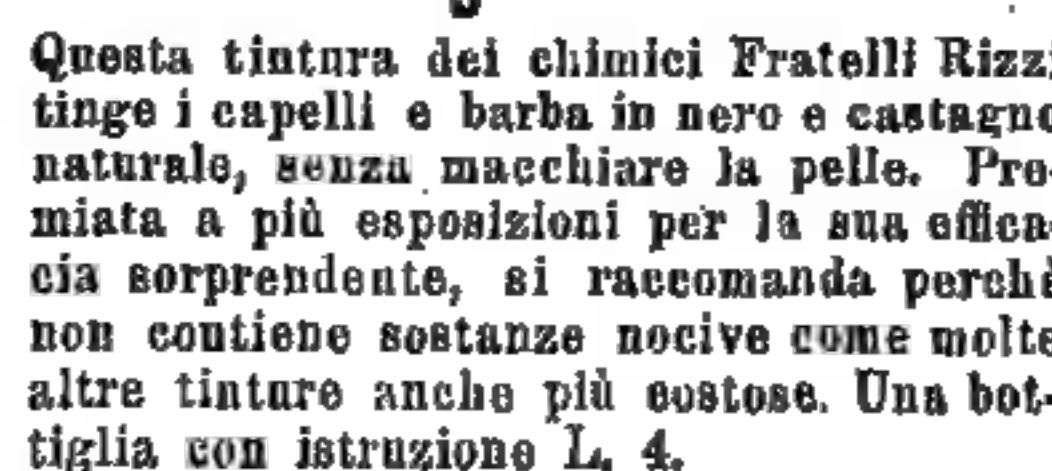 Questa tintura dei chimici Fratelli Rizzi
tinge i capelli e barba in nero e castagno
naturale, senza macchiare la pelle. Pre-
miata a più esposizioni per la sua effica-
cia sorprendente, si raccomanda perchè
non contiene sostanze nocive come molte
altre tinture anche più costose. Una bot-
tiglia con istruzione L. 4.